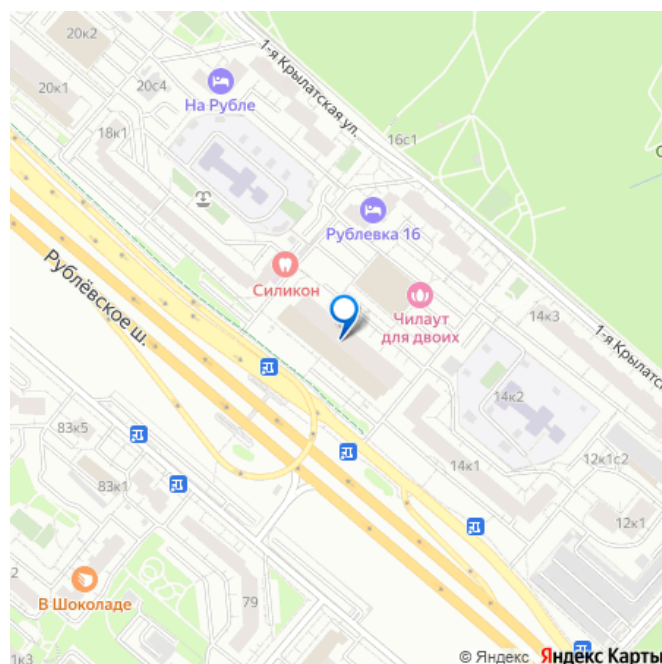 20к2
1-я Крылатская ул.
20к1
20с4
На Рубле
18к1
16с1
Рублевка 16
Силикон
Рублёвское ш.
Чилаут
для двоих
14к3
1-я Крылатск
14к2
83к5
14к1
12к1с2
83к1
12к1
2
В Шоколаде
79
1к3
© Яндекс Яндекс Карты